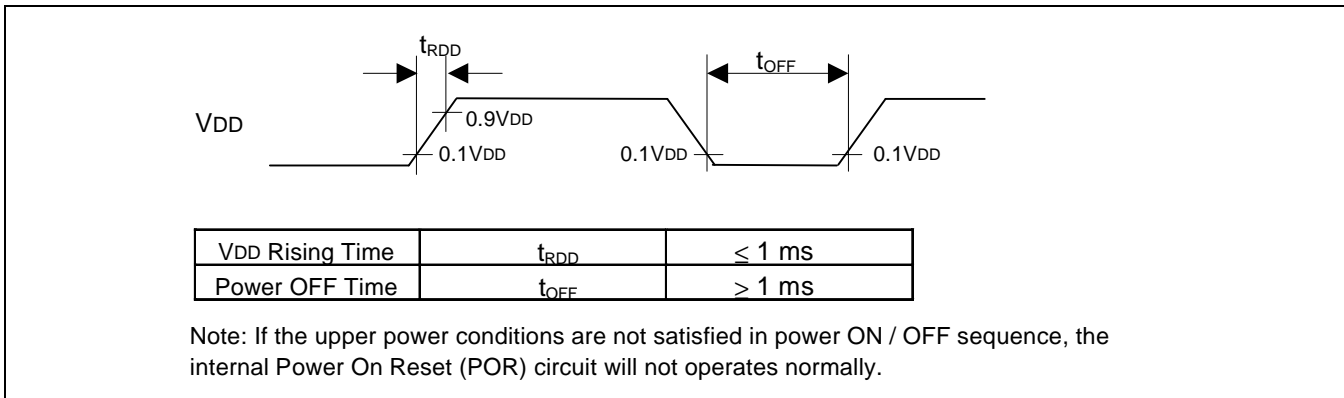 tRDD
tOFF
VDD
0.9VDD
0.1VDD
0.1VDD
0.1VDD
VDD Rising Time tRDD ≤ 1 ms
Power OFF Time tOFF ≥ 1 ms
Note: If the upper power conditions are not satisfied in power ON / OFF sequence, the
internal Power On Reset (POR) circuit will not operates normally.